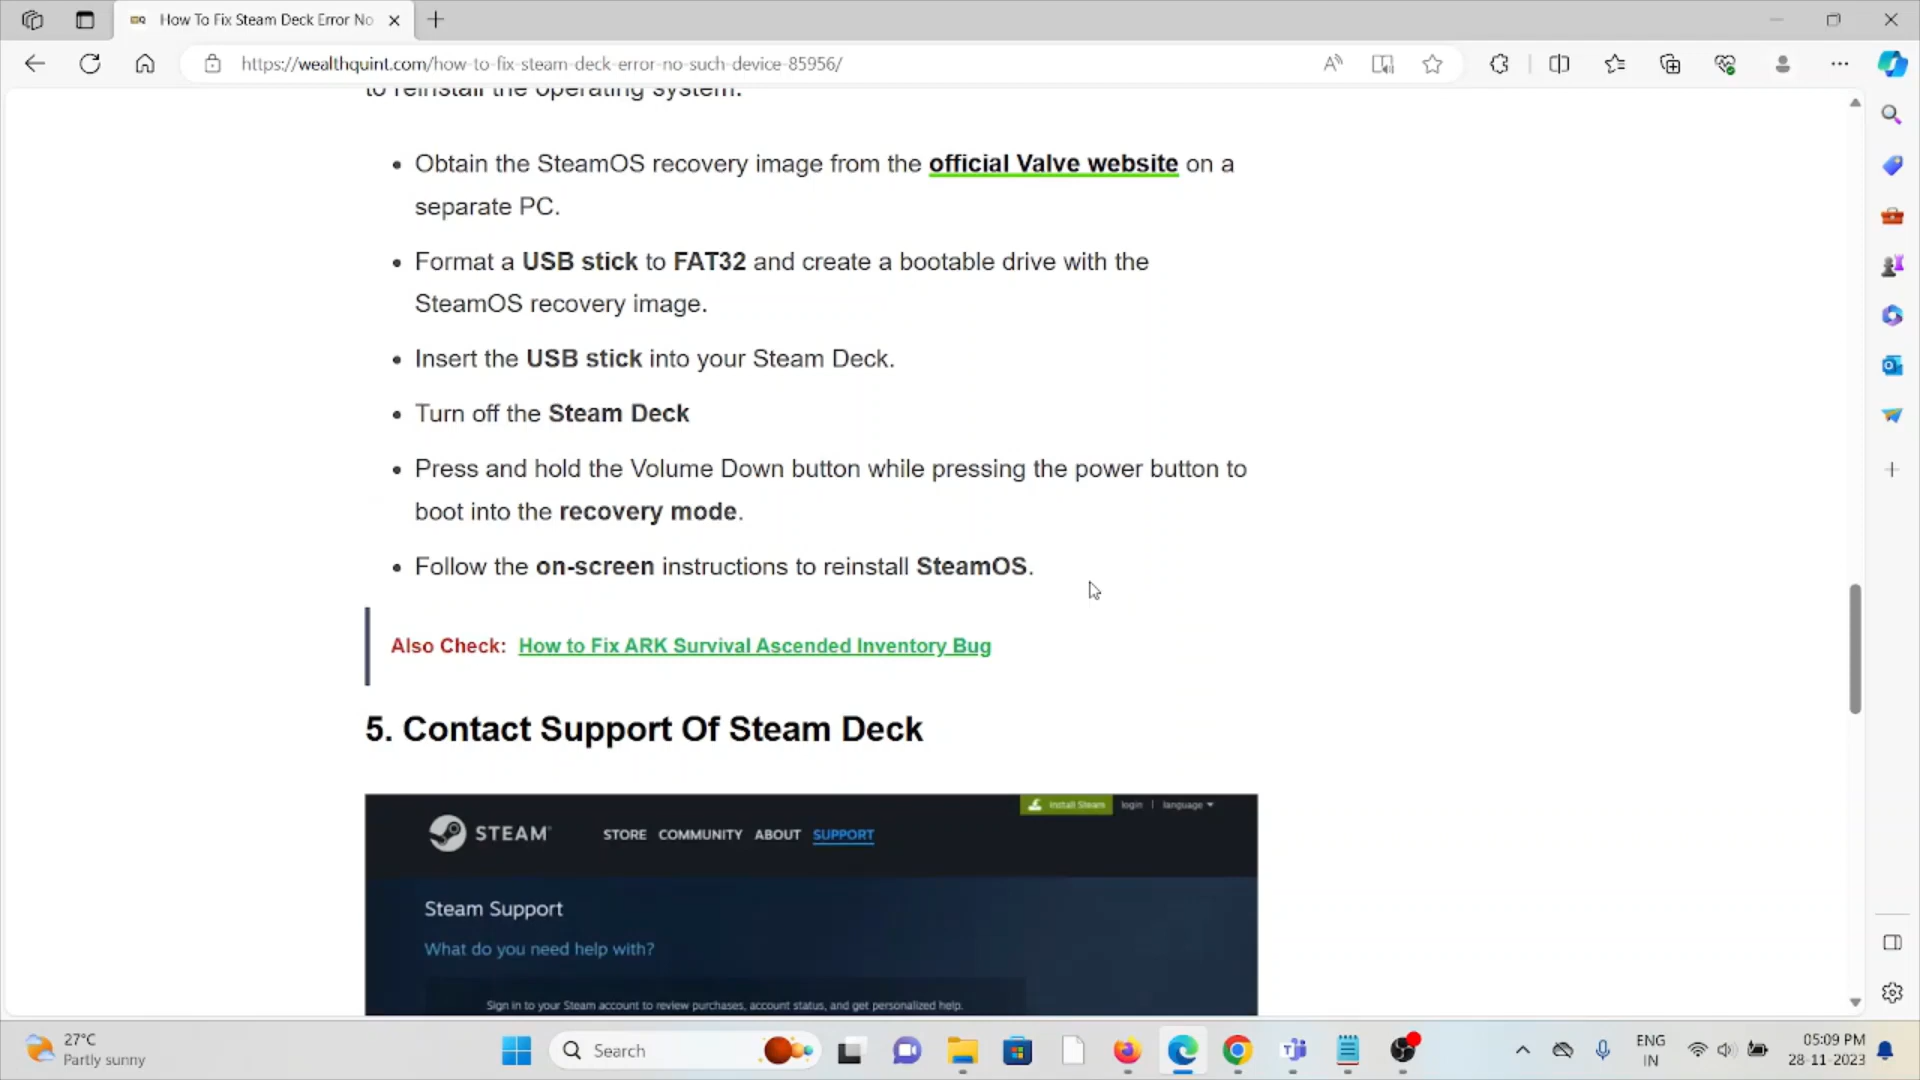 How To Fix Steam Deck Error No
https://wealthquint.com/how-to-fix-steam-deck-error-no-such-device-85956/
to reinstall the operating system.
• Obtain the SteamOS recovery image from the official Valve website on a
separate PC.
• Format a USB stick to FAT32 and create a bootable drive with the
SteamOS recovery image.
• Insert the USB stick into your Steam Deck.
• Turn off the Steam Deck
• Press and hold the Volume Down button while pressing the power button to
boot into the recovery mode.
• Follow the on-screen instructions to reinstall SteamOS.
Also Check: How to Fix ARK Survival Ascended Inventory Bug
5. Contact Support Of Steam Deck
Install Steam login | language
STEAM STORE COMMUNITY ABOUT SUPPORT
Steam Support
What do you need help with?
Sign in to your Steam account to review purchases, account status, and get personalized help.
27°C
Partly sunny
Search
ENG
IN
05:09 PM
28-11-2023